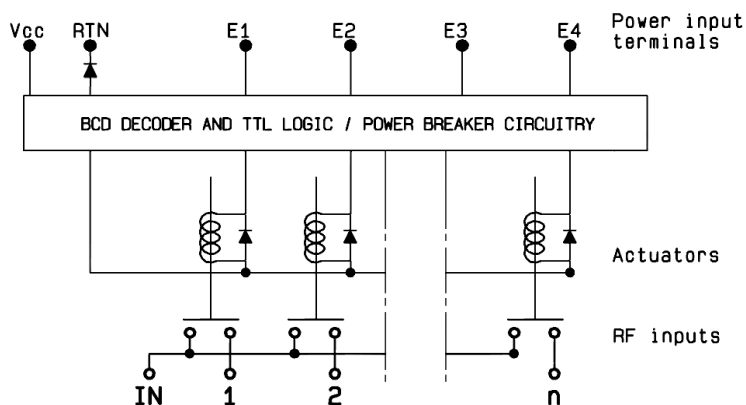 Vcc RTN E1 E2 E3 E4 Power input
terminals
BCD DECODER AND TTL LOGIC / POWER BREAKER CIRCUITRY
Actuators
RF inputs
IN 1 2 n